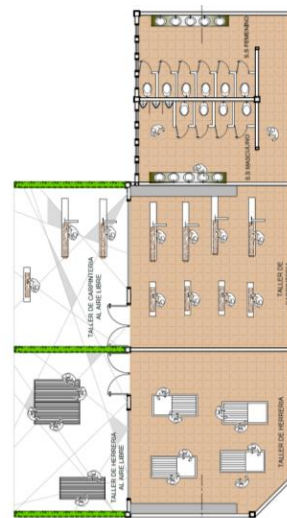 S.S FEMENINO
S.S MASCULINO
TALLER DE CARPINTERIA
AL AIRE LIBRE
TALLER DE
TALLER DE HERRERIA
AL AIRE LIBRE
TALLER DE HERRERIA